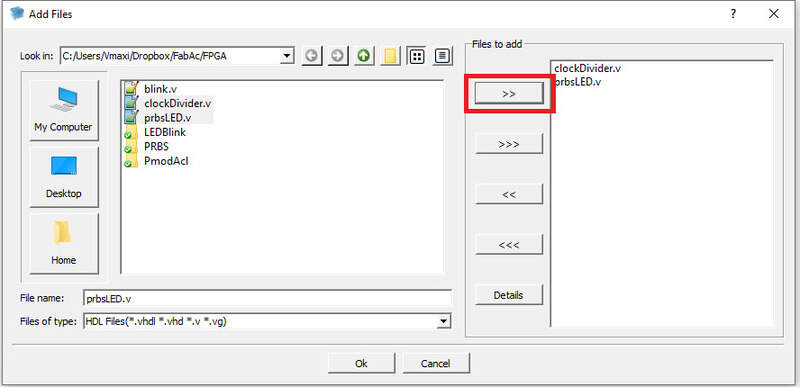 Add Files
?
Look in: C:/Users/Vmaxi/Dropbox/FabAc/FPGA
My Computer
Desktop
Home
blink.v
clockDivider.v
prbsLED.v
LEDBlink
PRBS
PmodAcl
File name: prbsLED.v
Files of type: HDL Files(*.vhdl *.vhd *.v *.vg)
Files to add
>>
>>>
<<
<<<
Details
clockDivider.v
prbsLED.v
Ok
Cancel